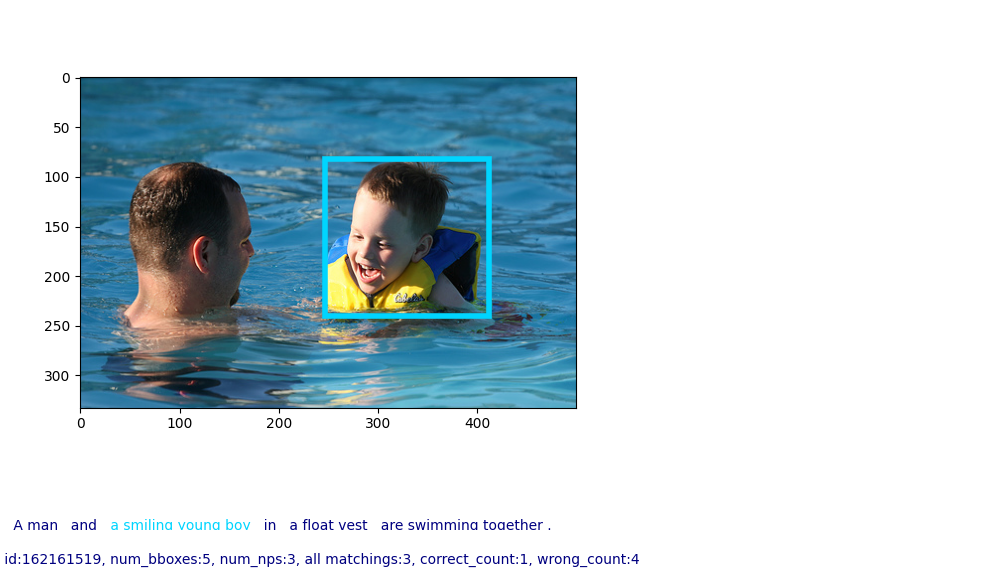 0
50
100
150
200
250
300
0 100 200 300 400
A man and a smiling young boy in a float vest are swimming together .
id:162161519, num_bboxes:5, num_nps:3, all matchings:3, correct_count:1, wrong_count:4